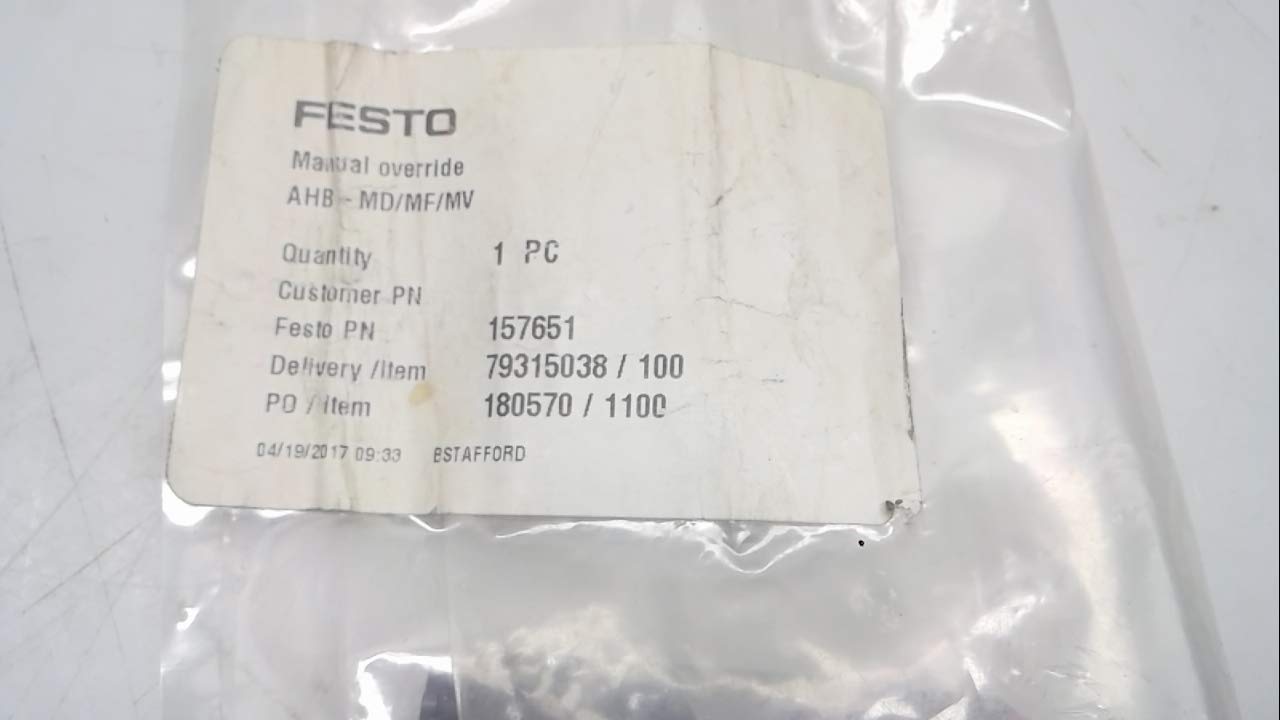 FESTO
Manual override
AHB - MD/MF/MV
Quantity 1 PC
Customer PN
Festo PN 157651
Delivery /item 79315038 / 100
PO / item 180570 / 1100
04/19/2017 09:33 BSTAFFORD